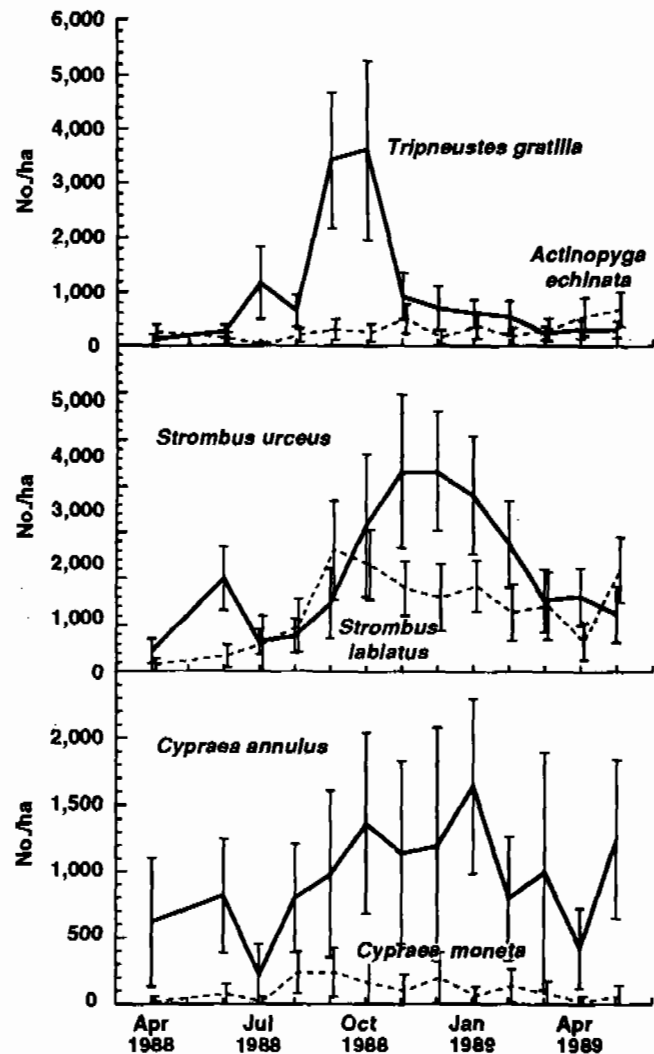 6,000
5,000
4,000
3,000
2,000
1,000
0
No./ha
Tripneustes gratilla
Actinopyga
echinata
5,000
4,000
3,000
2,000
1,000
0
No./ha
Strombus urceus
Strombus
lablatus
2,000
1,500
1,000
500
0
No./ha
Cypraea annulus
Cypraea moneta
Apr Jul Oct Jan Apr
1988 1988 1988 1989 1989